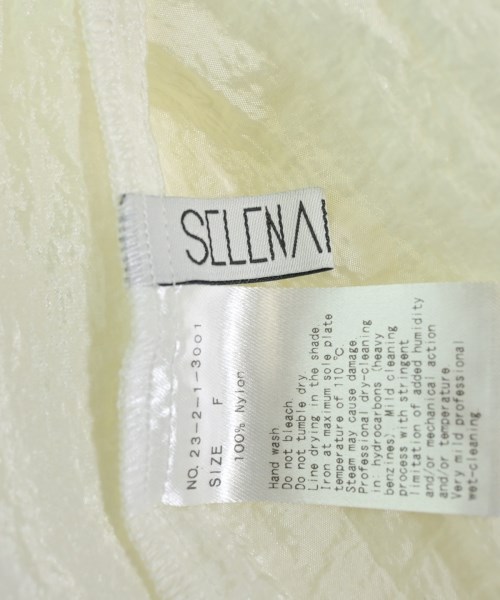 SELENAI
NO. 23-2-1-3001
SIZE F
100% Nylon
Hand wash
Do not bleach.
Do not tumble dry.
Line drying in the shade.
Iron at maximum sole plate
temperature of 110 ℃.
Steam may cause damage.
Professional dry-cleaning
in hydrocarbons (heavy
benzines) Mild cleaning
process with stringent
limitation of added humidity
and/or mechanical action
and/or temperature.
Very mild professional
wet-cleaning